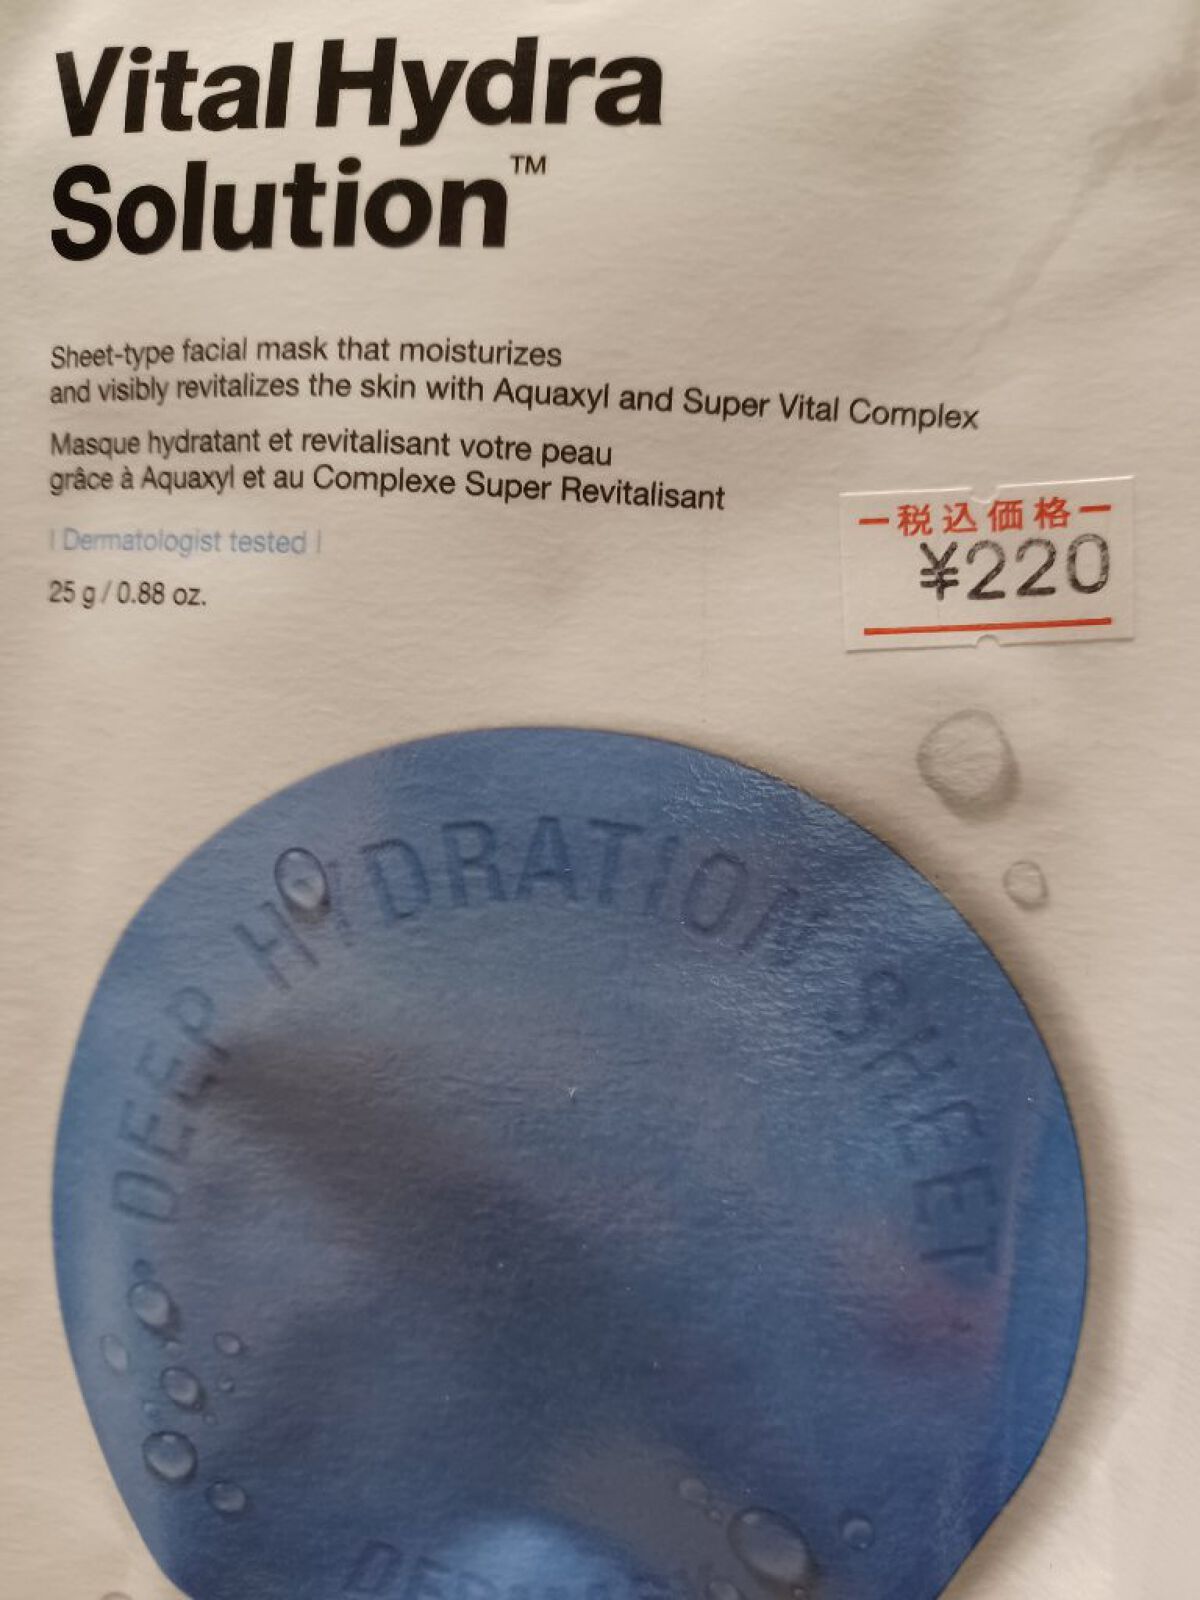 Vital Hydra
Solution™
Sheet-type facial mask that moisturizes
and visibly revitalizes the skin with Aquaxyl and Super Vital Complex
Masque hydratant et revitalisant votre peau
grâce à Aquaxyl et au Complexe Super Revitalisant
| Dermatologist tested |
25 g / 0.88 oz.
ー税込価格ー
¥220
DEEP HYDRATION SHEET